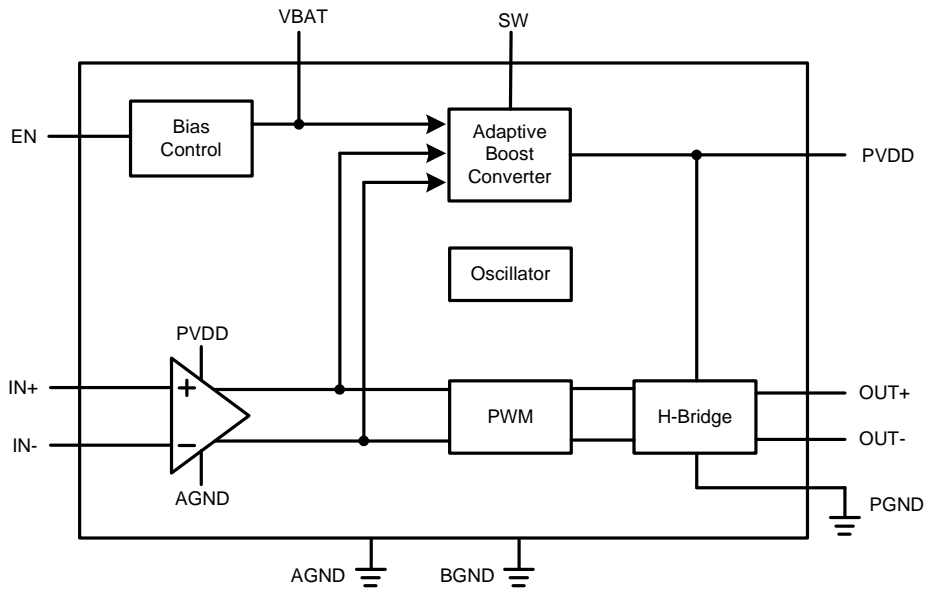 VBAT
SW
EN
Bias
Control
Adaptive
Boost
Converter
PVDD
Oscillator
PVDD
IN+
+
PWM
H-Bridge
OUT+
IN-
−
OUT-
AGND
PGND
AGND
BGND